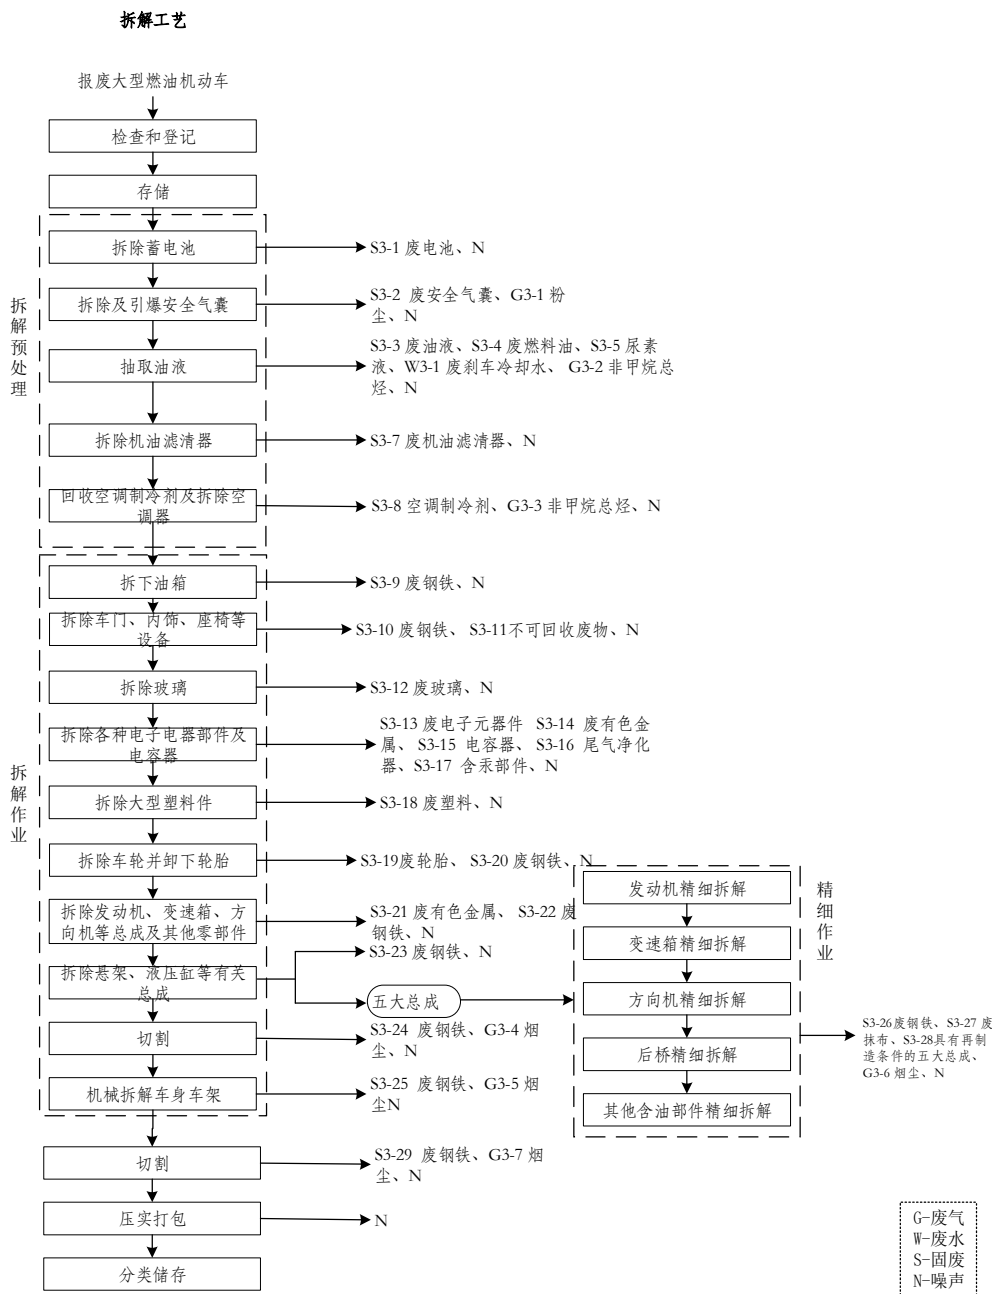 拆解工艺
报废大型燃油机动车
检查和登记
存储
拆解预处理
拆除蓄电池
S3-1 废电池、N
拆除及引爆安全气囊
S3-2 废安全气囊、G3-1 粉
尘、N
抽取油液
S3-3 废油液、S3-4 废燃料油、S3-5 尿素
液、W3-1 废刹车冷却水、 G3-2 非甲烷总
烃、N
拆除机油滤清器
S3-7 废机油滤清器、N
回收空调制冷剂及拆除空
调器
S3-8 空调制冷剂、G3-3 非甲烷总烃、N
拆解作业
拆下油箱
S3-9 废钢铁、N
拆除车门、内饰、座椅等
设备
S3-10 废钢铁、 S3-11不可回收废物、N
拆除玻璃
S3-12 废玻璃、N
拆除各种电子电器部件及
电容器
S3-13 废电子元器件 S3-14 废有色金
属、 S3-15 电容器、 S3-16 尾气净化
器、S3-17 含汞部件、N
拆除大型塑料件
S3-18 废塑料、N
拆除车轮并卸下轮胎
S3-19废轮胎、 S3-20 废钢铁、N
拆除发动机、变速箱、方
向机等总成及其他零部件
S3-21 废有色金属、 S3-22 废
钢铁、N
拆除悬架、液压缸等有关
总成
S3-23 废钢铁、N
五大总成
切割
S3-24 废钢铁、G3-4 烟
尘、N
机械拆解车身车架
S3-25 废钢铁、G3-5 烟
尘N
精细作业
发动机精细拆解
变速箱精细拆解
方向机精细拆解
后桥精细拆解
其他含油部件精细拆解
S3-26废钢铁、S3-27 废
抹布、S3-28具有再制
造条件的五大总成、
G3-6 烟尘、N
切割
S3-29 废钢铁、G3-7 烟
尘、N
压实打包
N
分类储存
G-废气
W-废水
S-固废
N-噪声